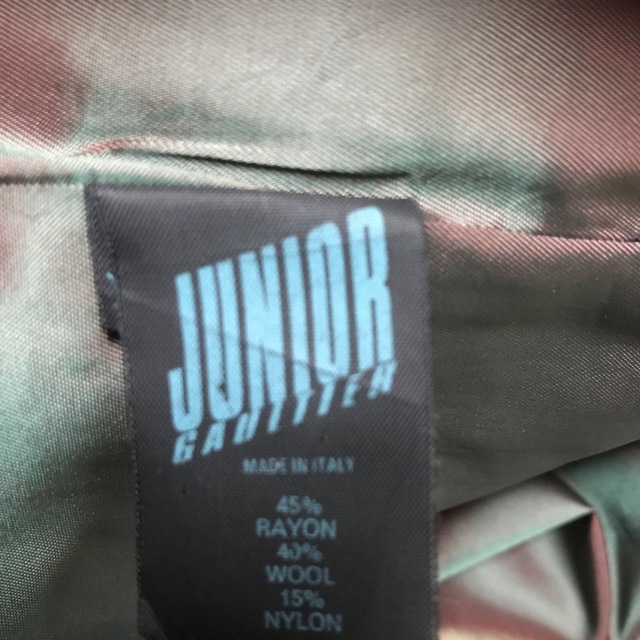 JUNIOR
GAULTIER
MADE IN ITALY
45%
RAYON
40%
WOOL
15%
NYLON